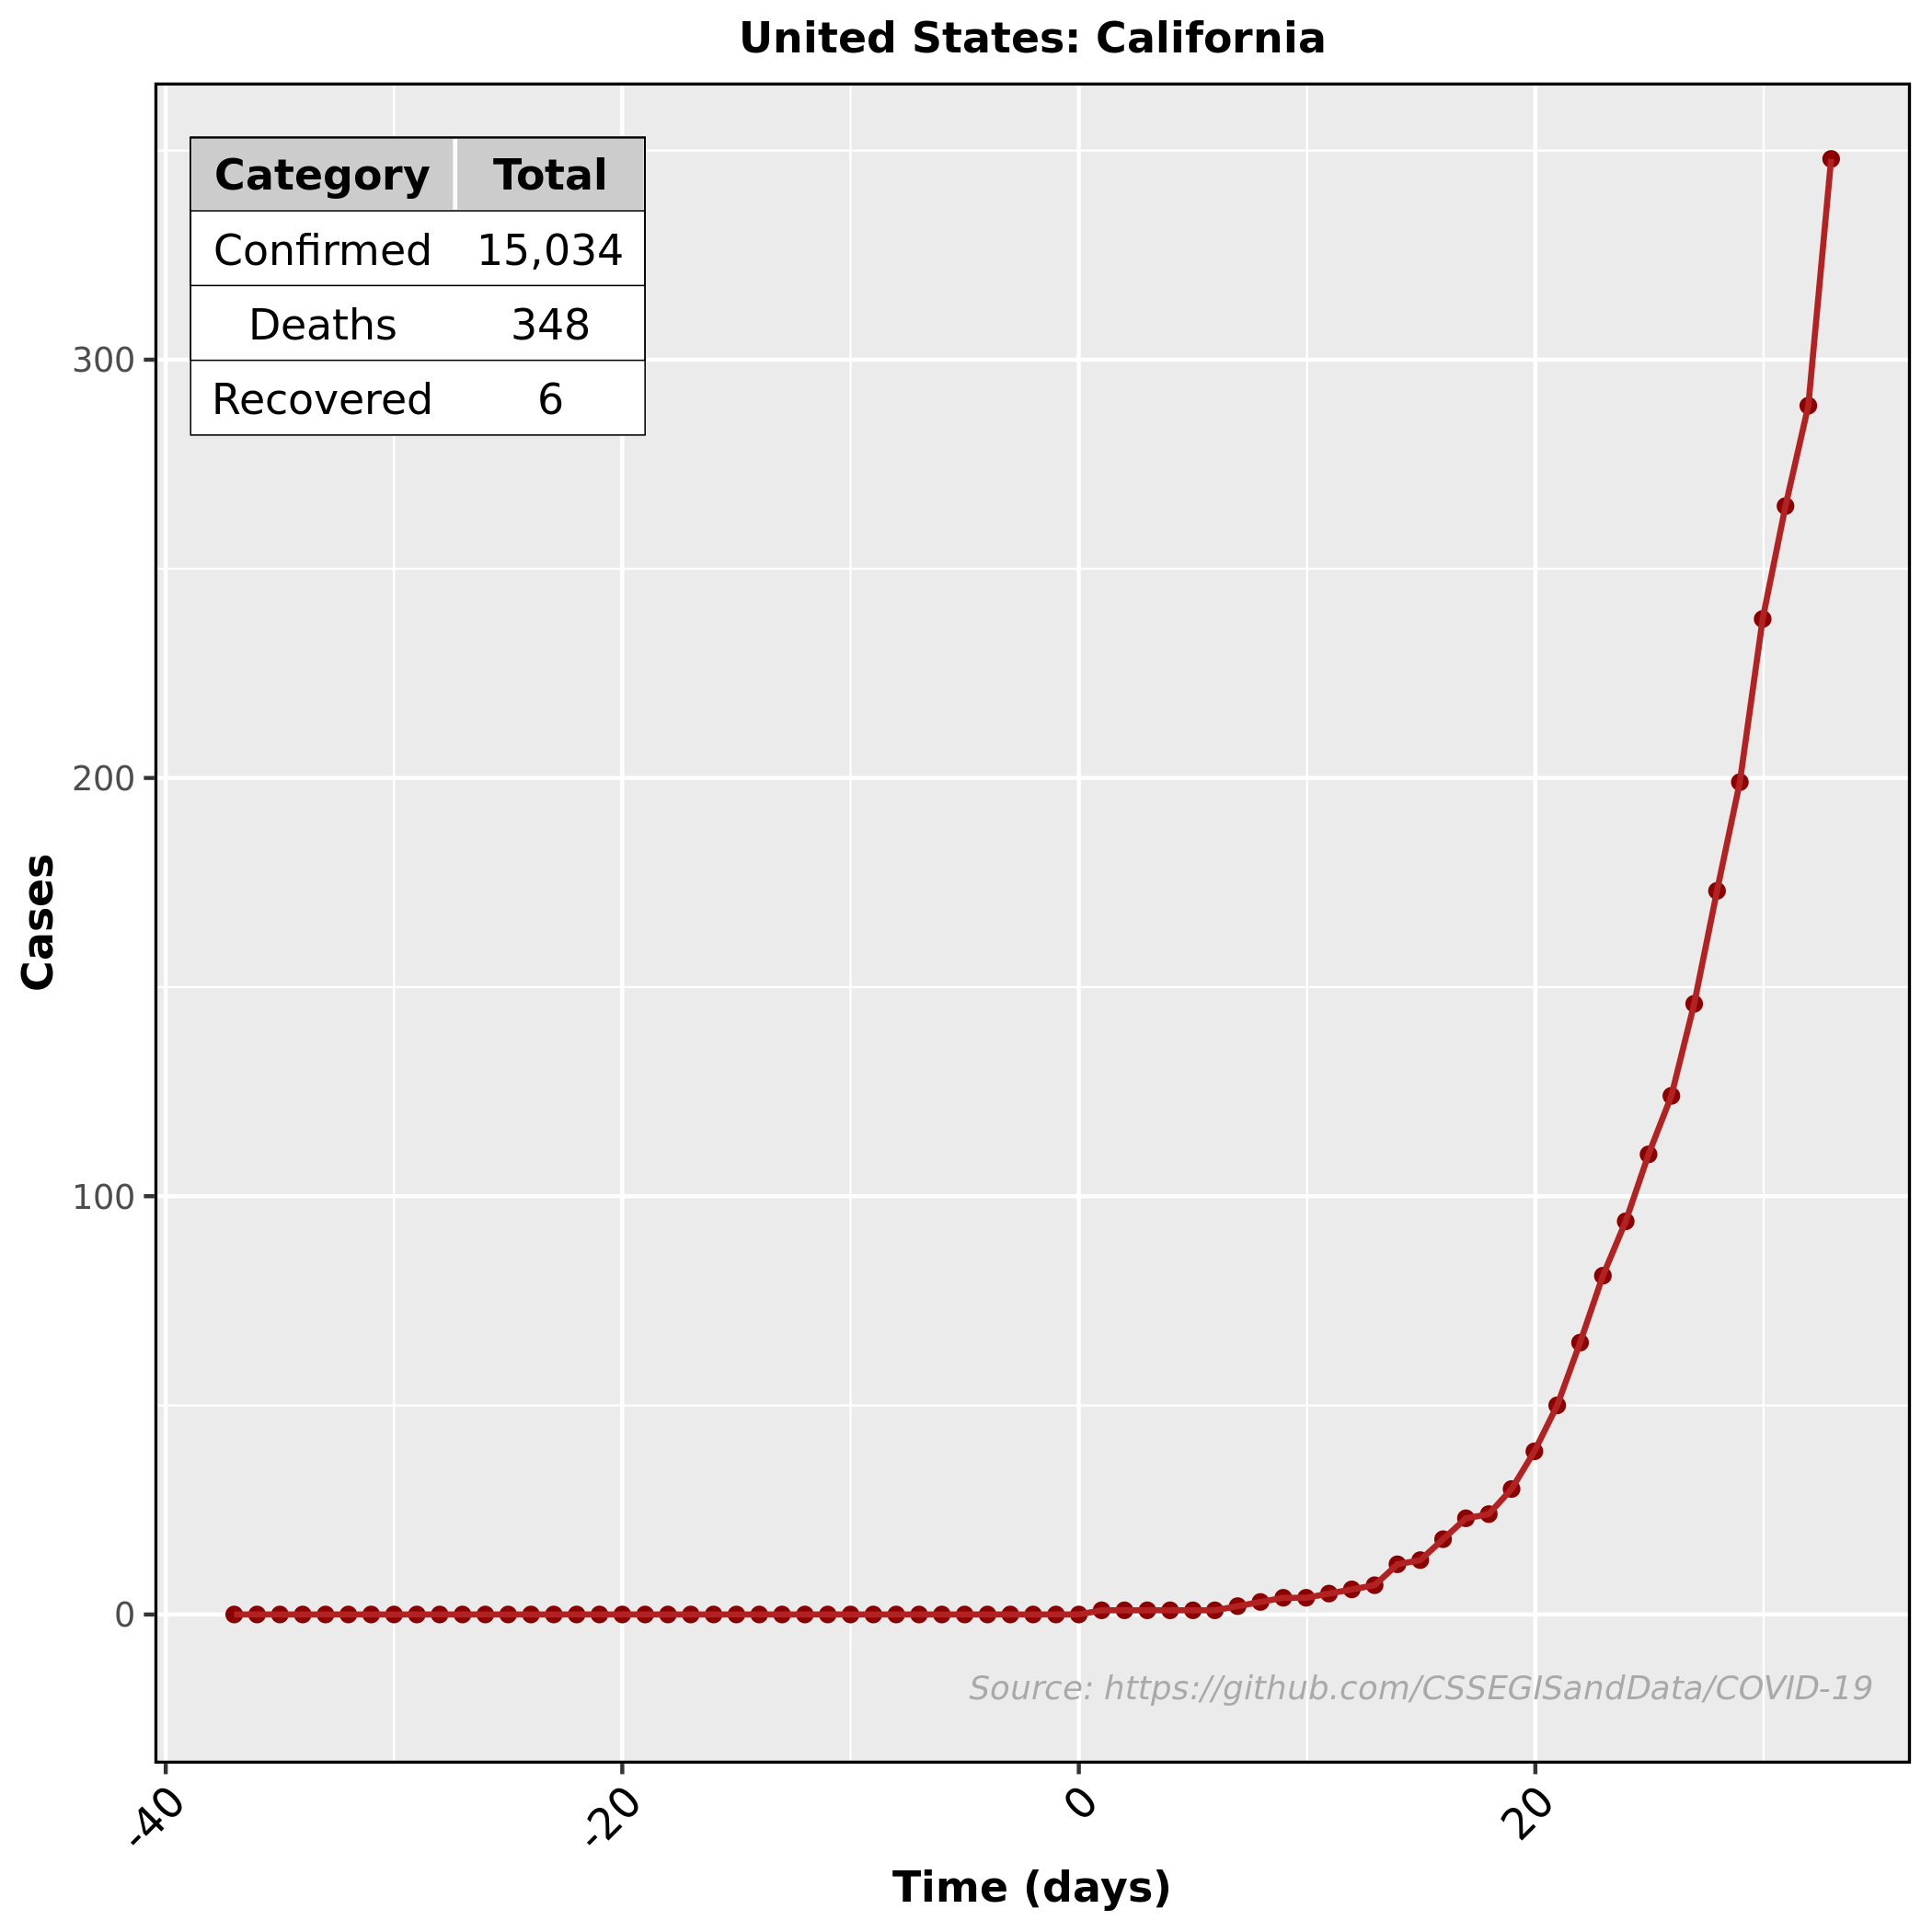 United States: California
Category Total
Confirmed 15,034
Deaths 348
Recovered 6
300
200
100
0
Cases
Source: https://github.com/CSSEGISandData/COVID-19
-40 -20 0 20
Time (days)